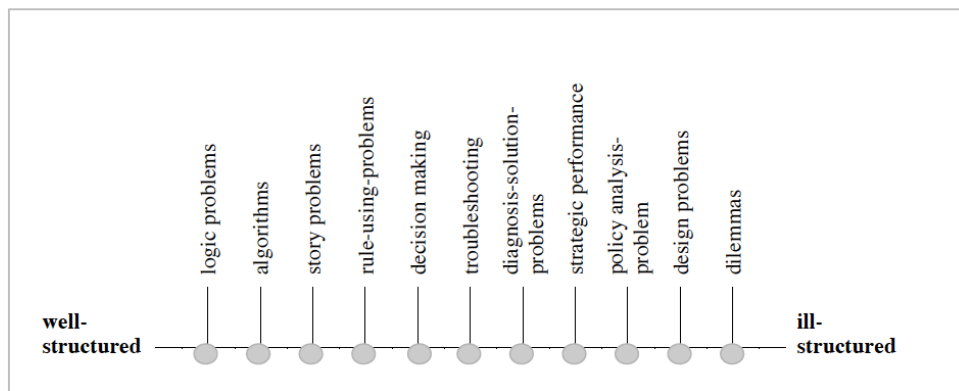 logic problems
algorithms
story problems
rule-using-problems
decision making
troubleshooting
diagnosis-solution-
problems
strategic performance
policy analysis-
problem
design problems
dilemmas
well-
structured
ill-
structured